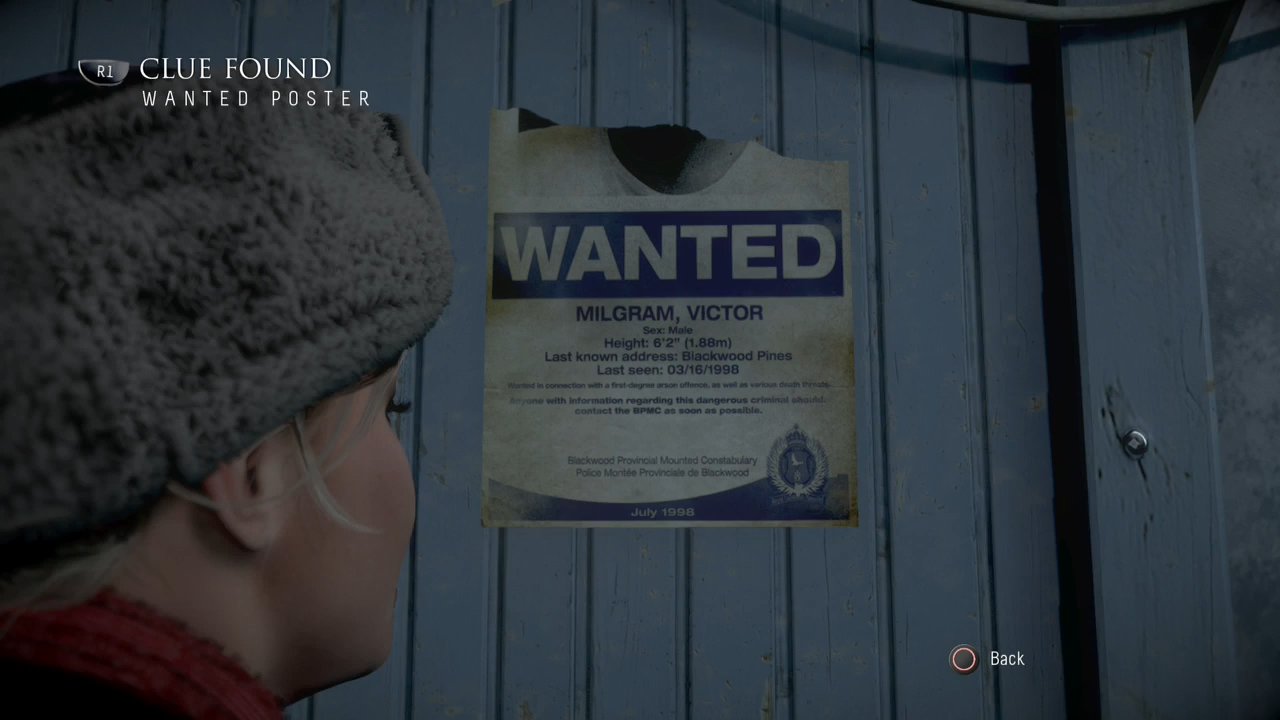 R1 CLUE FOUND
WANTED POSTER
WANTED
MILGRAM, VICTOR
Sex: Male
Height: 6'2" (1.88m)
Last known address: Blackwood Pines
Last seen: 03/16/1998
Wanted in connection with a first-degree arson offence, as well as various death threats.
Anyone with information regarding this dangerous criminal should
contact the BPMC as soon as possible.
Blackwood Provincial Mounted Constabulary
Police Montée Provinciale de Blackwood
July 1998
Back